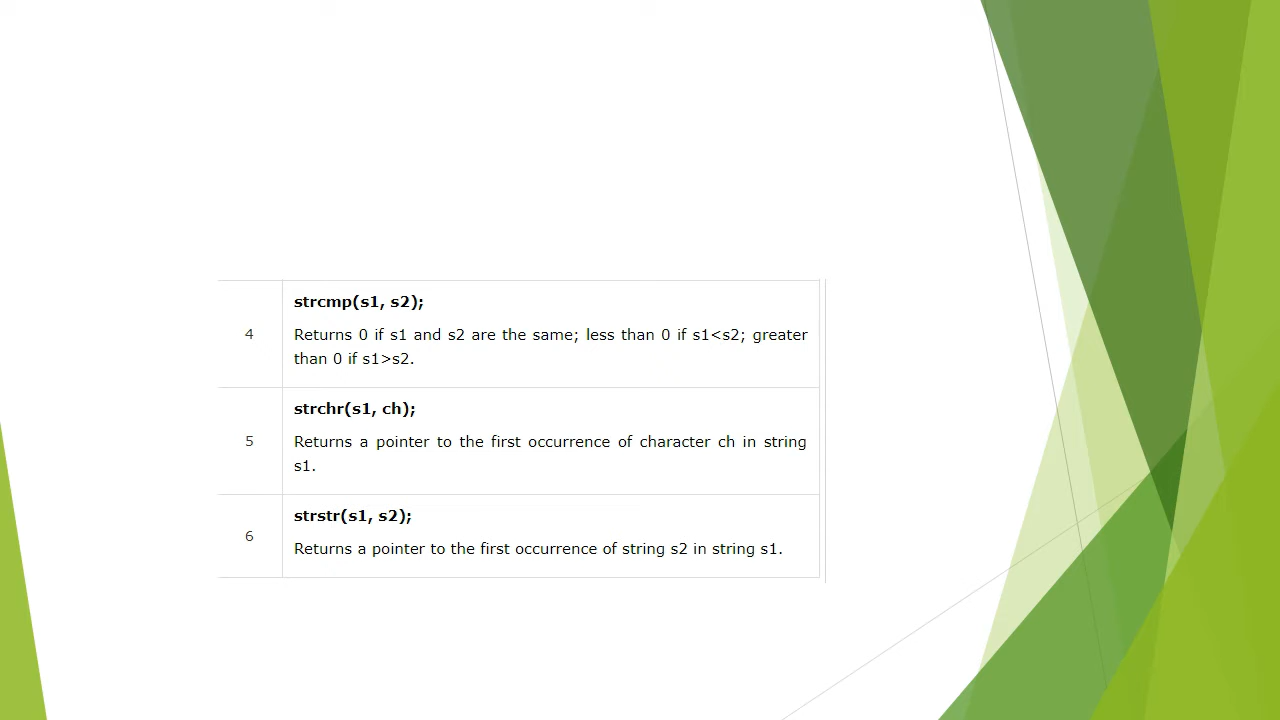 strcmp(s1, s2);
4
Returns 0 if s1 and s2 are the same; less than 0 if s1<s2; greater
than 0 if s1>s2.
strchr(s1, ch);
5
Returns a pointer to the first occurrence of character ch in string
s1.
strstr(s1, s2);
6
Returns a pointer to the first occurrence of string s2 in string s1.